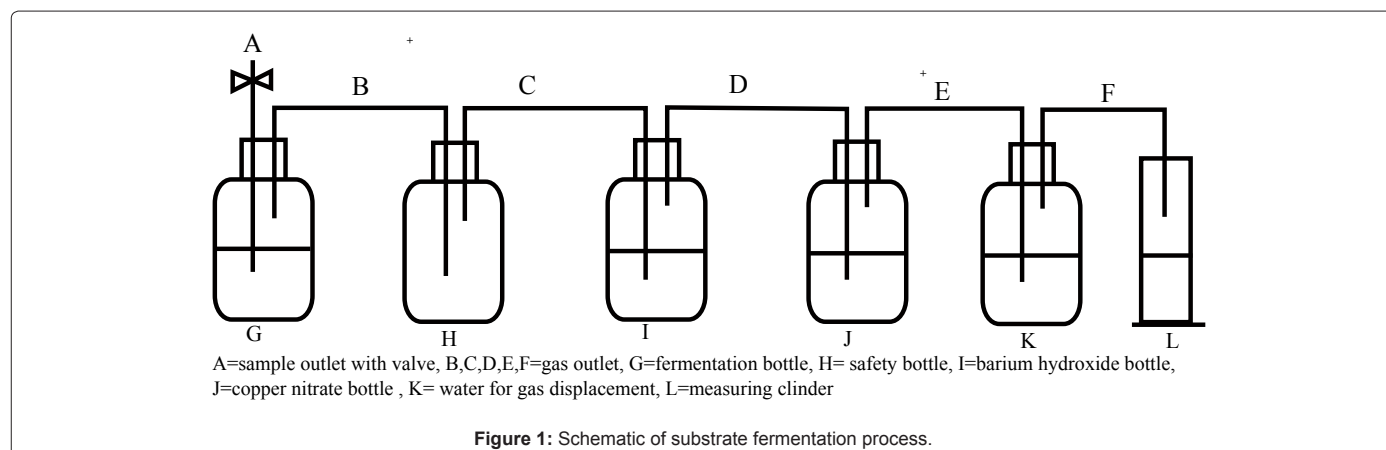 A
B C D E F
G H I J K L
A=sample outlet with valve, B,C,D,E,F=gas outlet, G=fermentation bottle, H= safety bottle, I=barium hydroxide bottle,
J=copper nitrate bottle , K= water for gas displacement, L=measuring clinder
Figure 1: Schematic of substrate fermentation process.